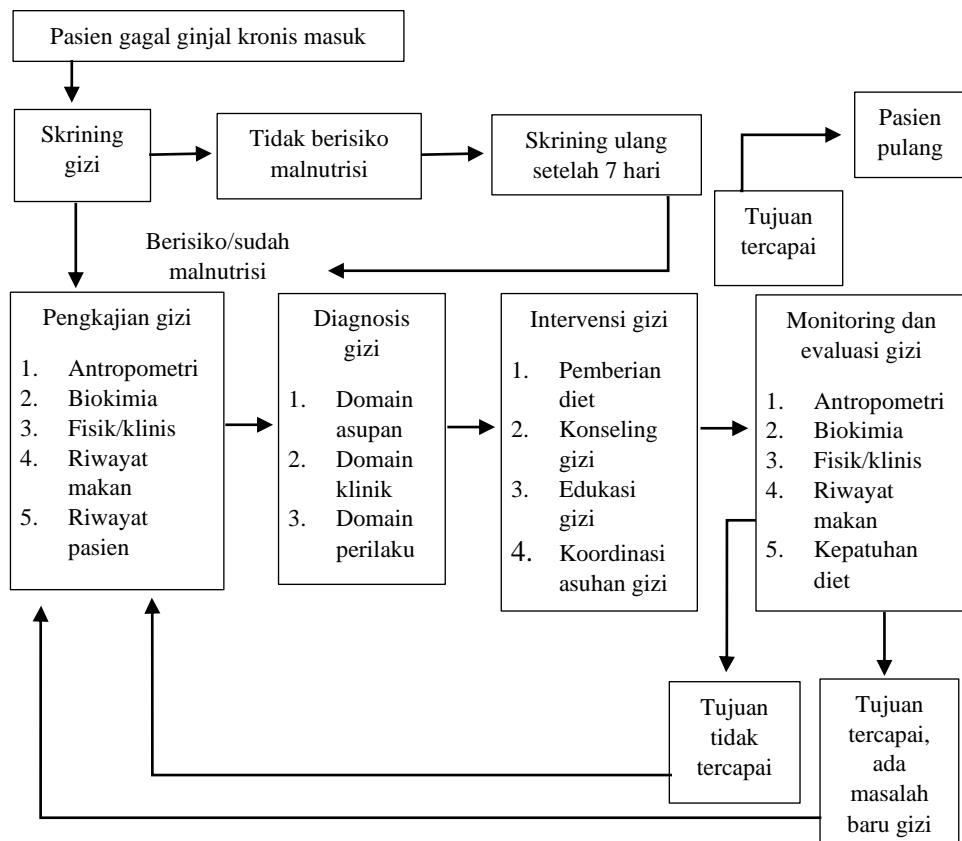 Pasien gagal ginjal kronis masuk
Skrining
gizi
Tidak berisiko
malnutrisi
Skrining ulang
setelah 7 hari
Pasien
pulang
Tujuan
tercapai
Berisiko/sudah
malnutrisi
Pengkajian gizi
1. Antropometri
2. Biokimia
3. Fisik/klinis
4. Riwayat
makan
5. Riwayat
pasien
Diagnosis
gizi
1. Domain
asupan
2. Domain
klinik
3. Domain
perilaku
Intervensi gizi
1. Pemberian
diet
2. Konseling
gizi
3. Edukasi
gizi
4. Koordinasi
asuhan gizi
Monitoring dan
evaluasi gizi
1. Antropometri
2. Biokimia
3. Fisik/klinis
4. Riwayat
makan
5. Kepatuhan
diet
Tujuan
tidak
tercapai
Tujuan
tercapai,
ada
masalah
baru gizi